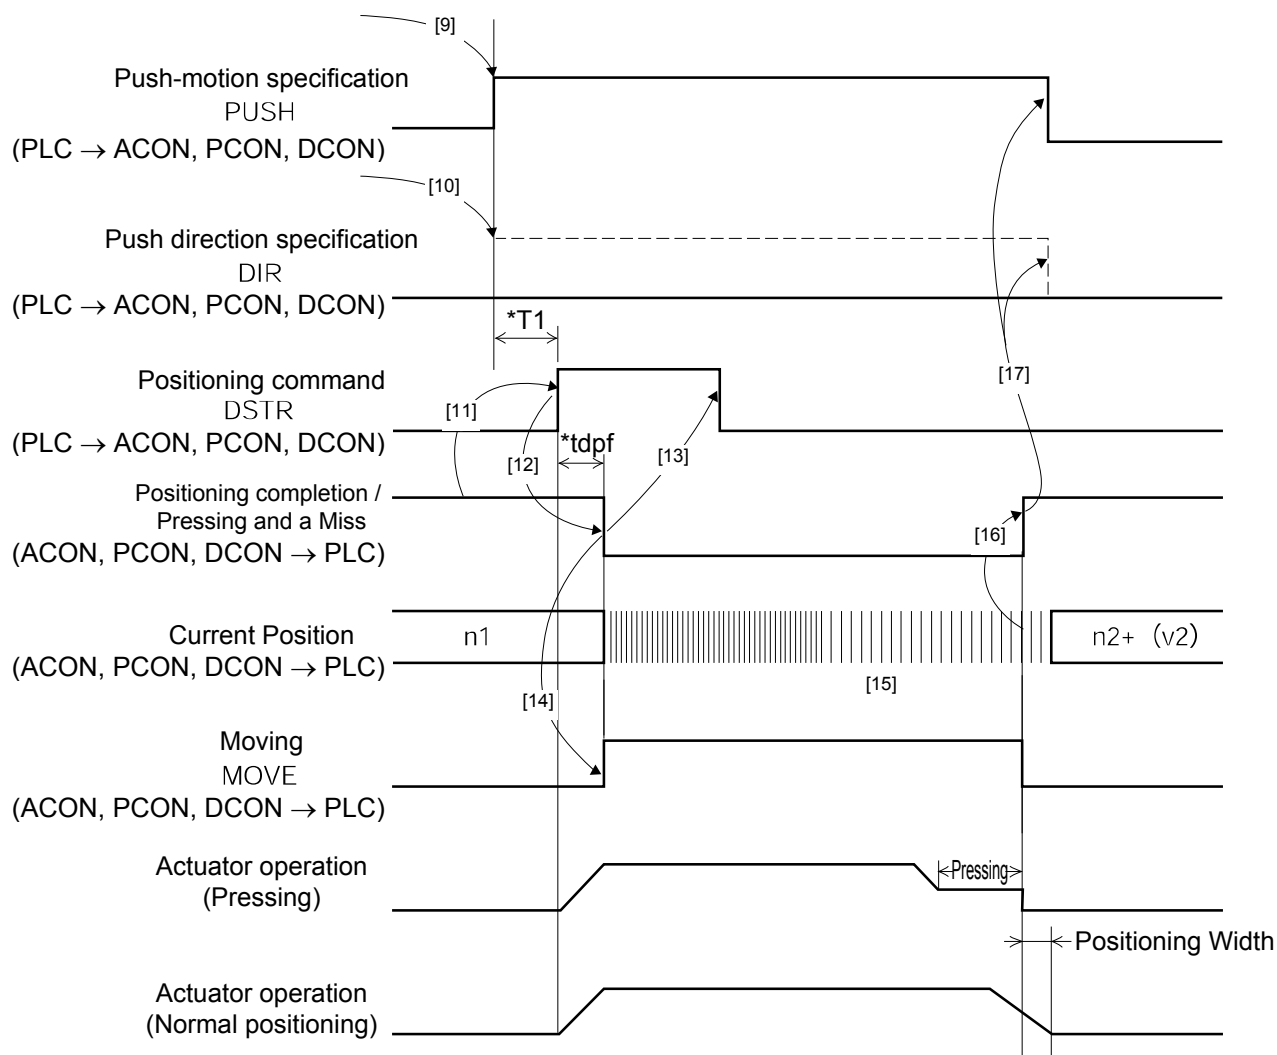 [9]
Push-motion specification
PUSH
(PLC → ACON, PCON, DCON)
[10]
Push direction specification
DIR
(PLC → ACON, PCON, DCON)
*T1
[17]
Positioning command
DSTR
(PLC → ACON, PCON, DCON)
[11]
*tdpf
[12]
[13]
Positioning completion /
Pressing and a Miss
(ACON, PCON, DCON → PLC)
[16]
Current Position
(ACON, PCON, DCON → PLC)
n1
n2+ (v2)
[15]
[14]
Moving
MOVE
(ACON, PCON, DCON → PLC)
Actuator operation
(Pressing)
Pressing
Positioning Width
Actuator operation
(Normal positioning)